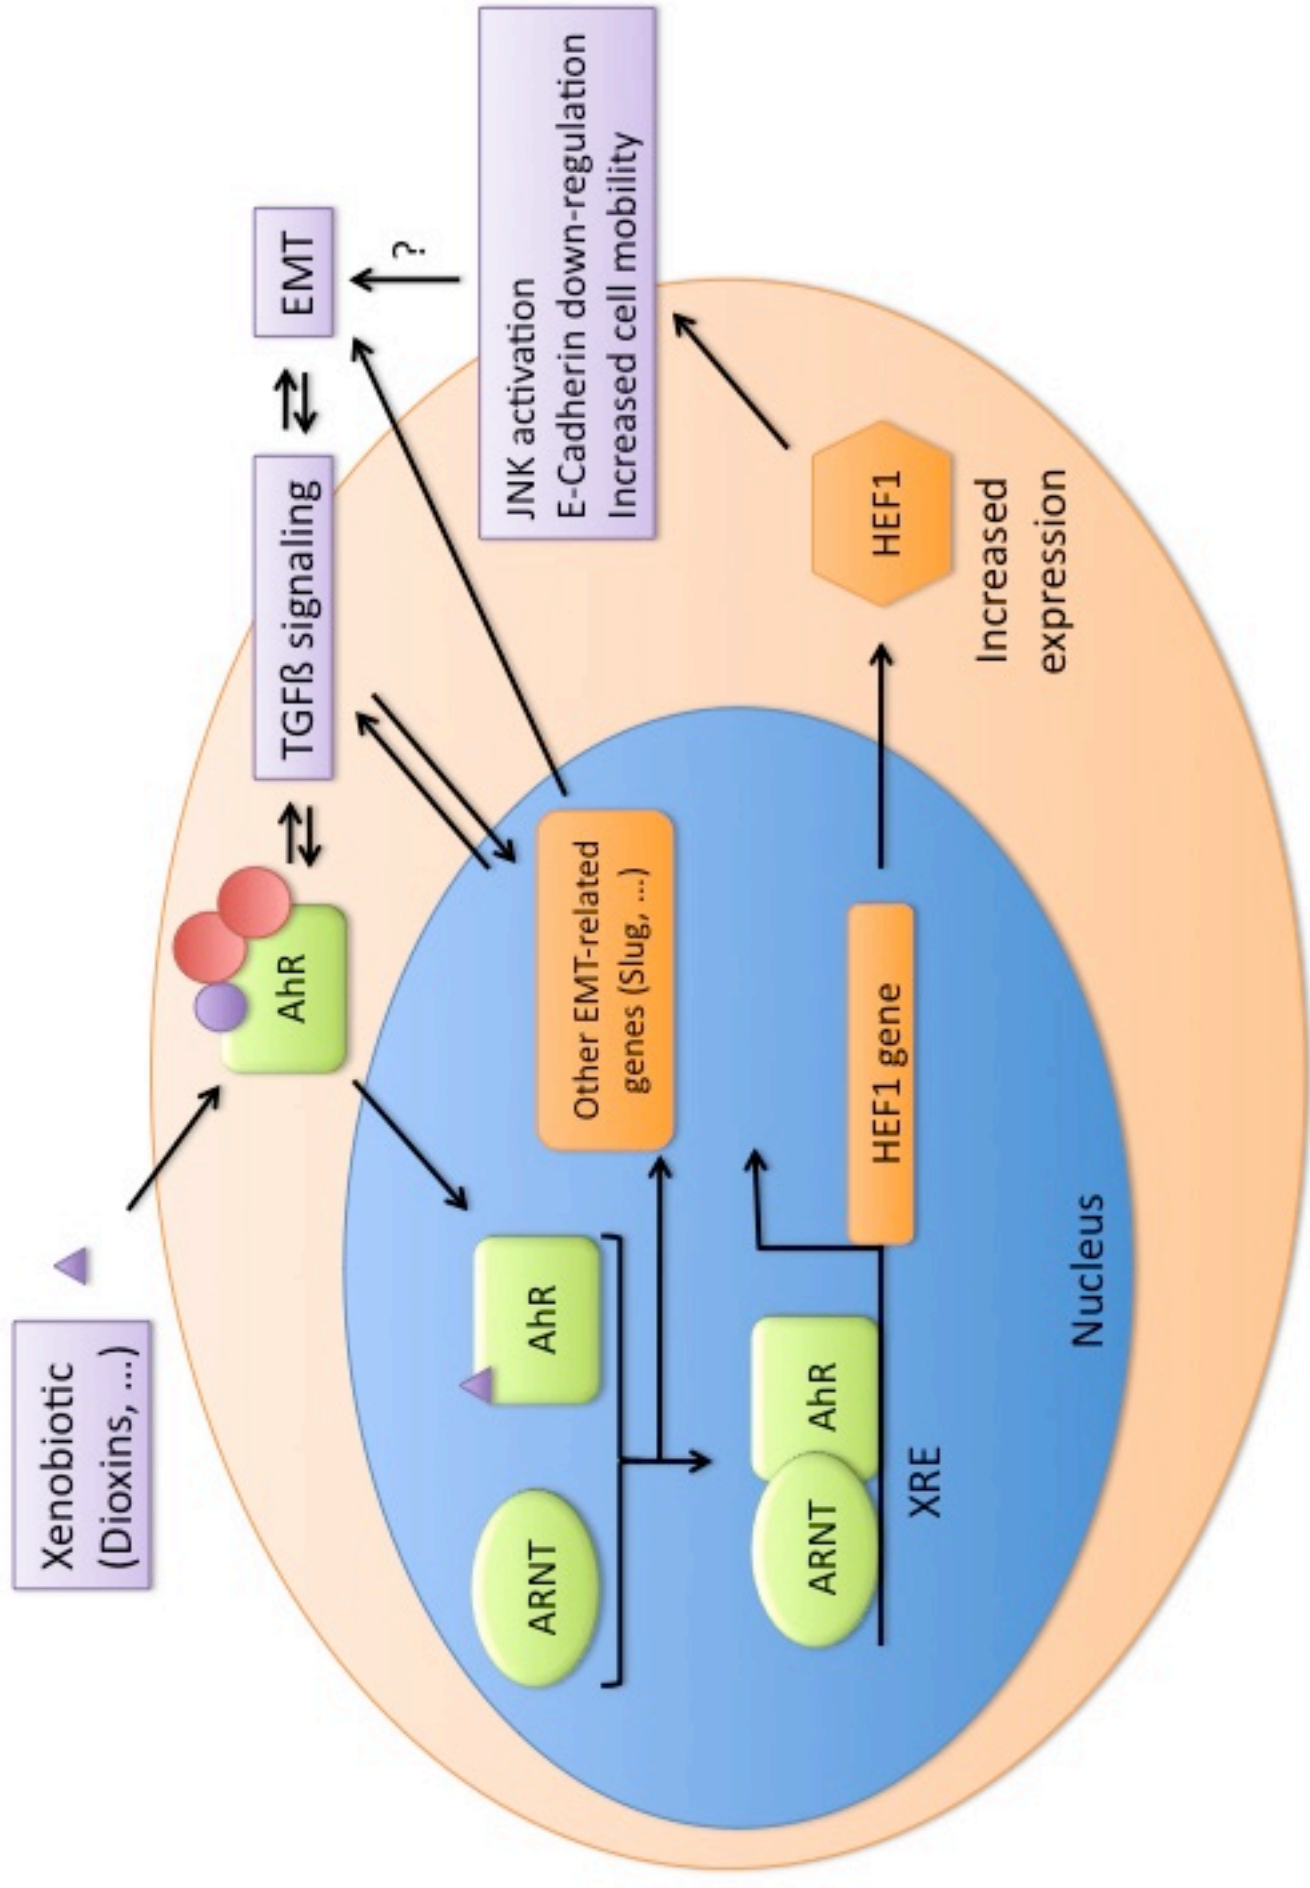 Xenobiotic
(Dioxins, ...)
AhR
TGFß signaling
EMT
?
ARNT
AhR
Other EMT-related
genes (Slug, ...)
JNK activation
E-Cadherin down-regulation
Increased cell mobility
ARNT
AhR
XRE
HEF1 gene
HEF1
Increased
expression
Nucleus